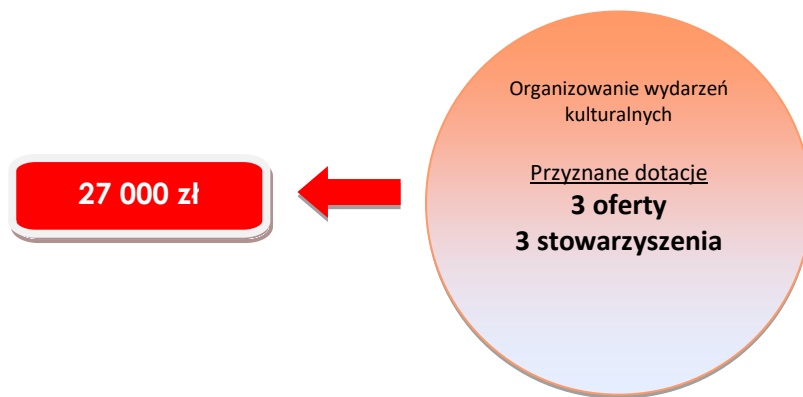 Organizowanie wydarzeń
kulturalnych
Przyznane dotacje
3 oferty
3 stowarzyszenia
27 000 zł